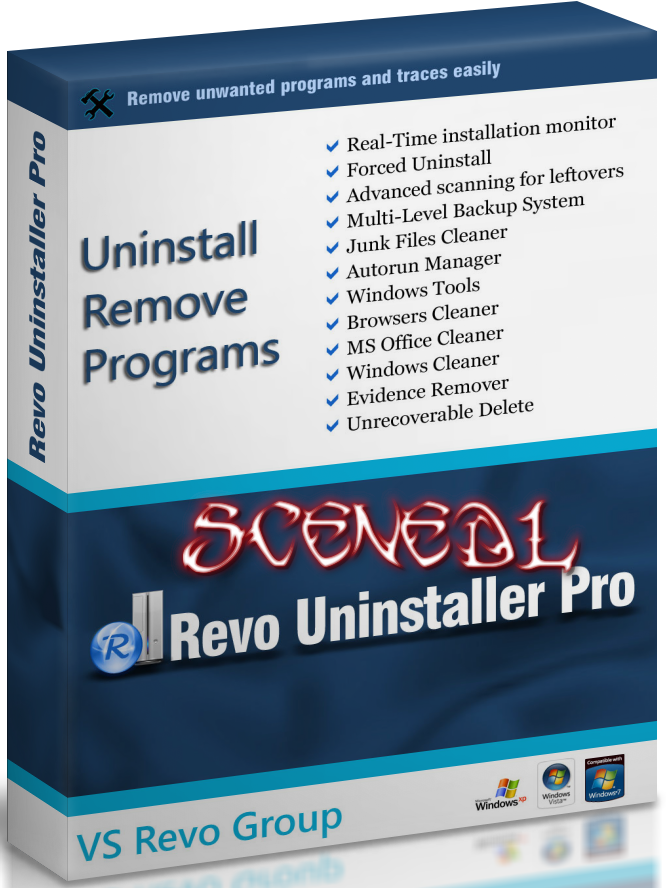 Remove unwanted programs and traces easily
Revo Uninstaller Pro
Uninstall
Remove
Programs
Real-Time installation monitor
Forced Uninstall
Advanced scanning for leftovers
Multi-Level Backup System
Junk Files Cleaner
Autorun Manager
Windows Tools
Browsers Cleaner
MS Office Cleaner
Windows Cleaner
Evidence Remover
Unrecoverable Delete
SCENEDL
R
Revo Uninstaller Pro
VS Revo Group
Microsoft
Windows xp
Windows
Vista™
Compatible with
Windows 7